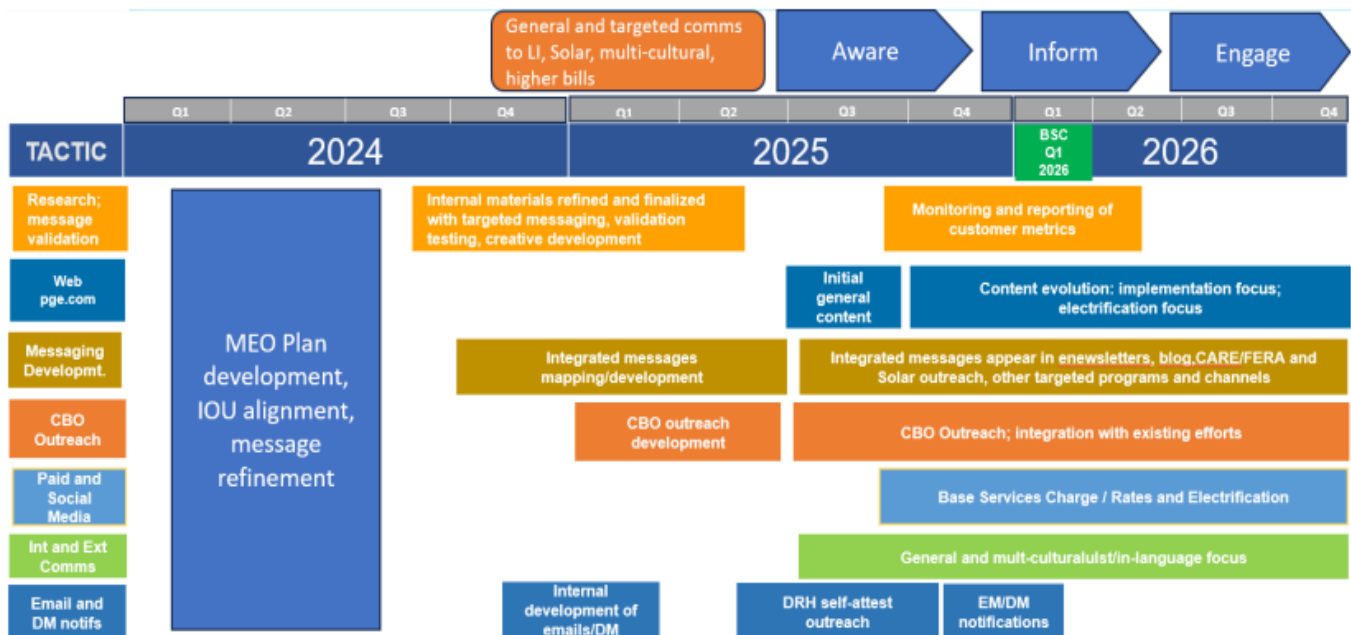 General and targeted comms
to LI, Solar, multi-cultural,
higher bills
Aware
Inform
Engage
Q1
Q2
Q3
Q4
Q1
Q2
Q3
Q4
Q1
Q2
Q3
Q4
TACTIC
2024
2025
BSC
Q1
2026
2026
Research;
message
validation
Internal materials refined and finalized
with targeted messaging, validation
testing, creative development
Monitoring and reporting of
customer metrics
Web
pge.com
Initial
general
content
Content evolution: implementation focus;
electrification focus
MEO Plan
development,
IOU alignment,
message
refinement
Messaging
Developmt.
Integrated messages
mapping/development
Integrated messages appear in enewsletters, blog,CARE/FERA and
Solar outreach, other targeted programs and channels
CBO
Outreach
CBO outreach
development
CBO Outreach; integration with existing efforts
Paid and
Social
Media
Base Services Charge / Rates and Electrification
Int and Ext
Comms
General and mult-culturaluIst/in-language focus
Email and
DM notifs
Internal
development of
emails/DM
DRH self-attest
outreach
EM/DM
notifications